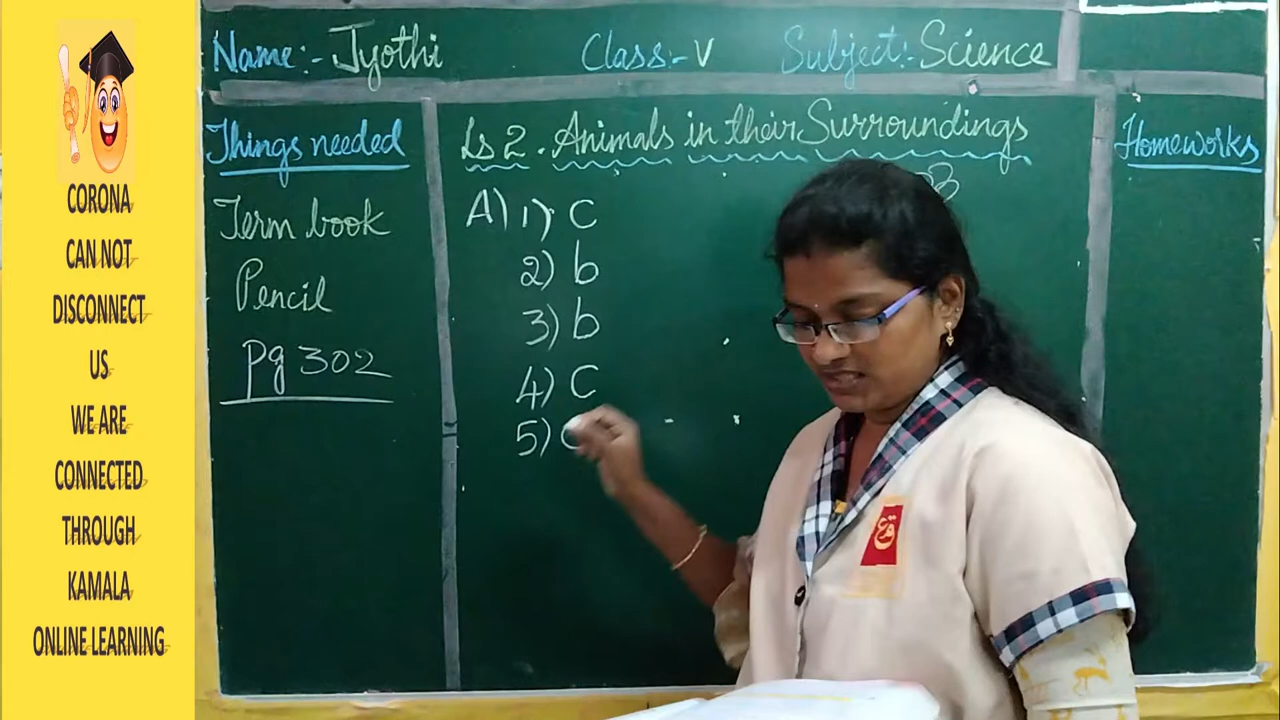 CORONA
CAN NOT
DISCONNECT
US
WE ARE
CONNECTED
THROUGH
KAMALA
ONLINE LEARNING
Name:- Jyothi Class:- V Subject:- Science
Things needed
Term book
Pencil
Pg 302
Ls 2. Animals in their Surroundings
A) 1) C
2) b
3) b
4) C
5)
Homeworks